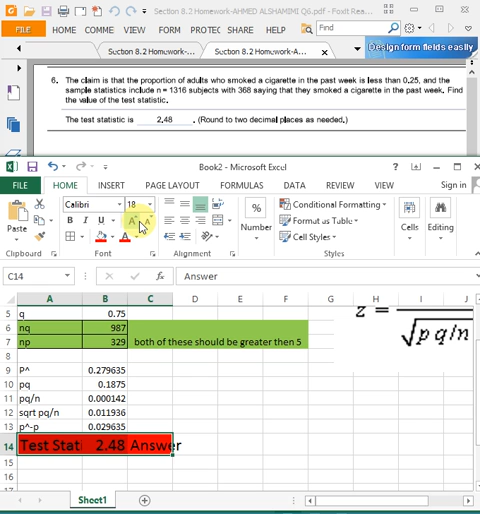 Section 8.2 Homework-AHMED ALSHAMIMI Q6.pdf - Foxit Rea...
FILE HOME COMME VIEW FORM PROTEC SHARE HELP Find
Section 8.2 Homework-... Section 8.2 Homework-A... Design form fields easily
6. The claim is that the proportion of adults who smoked a cigarette in the past week is less than 0.25, and the
sample statistics include n = 1316 subjects with 368 saying that they smoked a cigarette in the past week. Find
the value of the test statistic.
The test statistic is 2.48 . (Round to two decimal places as needed.)
Book2 - Microsoft Excel
FILE HOME INSERT PAGE LAYOUT FORMULAS DATA REVIEW VIEW Sign in
Calibri 18
Conditional Formatting
Format as Table
Cell Styles
Paste B I U A A % Number Cells Editing
Clipboard Font Alignment Styles
C14 fx Answer
A B C D E F G H I J
5 q 0.75
6 nq 987
7 np 329 both of these should be greater then 5
8
9 P^ 0.279635
10 pq 0.1875
11 pq/n 0.000142
12 sqrt pq/n 0.011936
13 p^-p 0.029635
14 Test Stati 2.48 Answer
15
16
17
z =
√pq/n
Sheet1